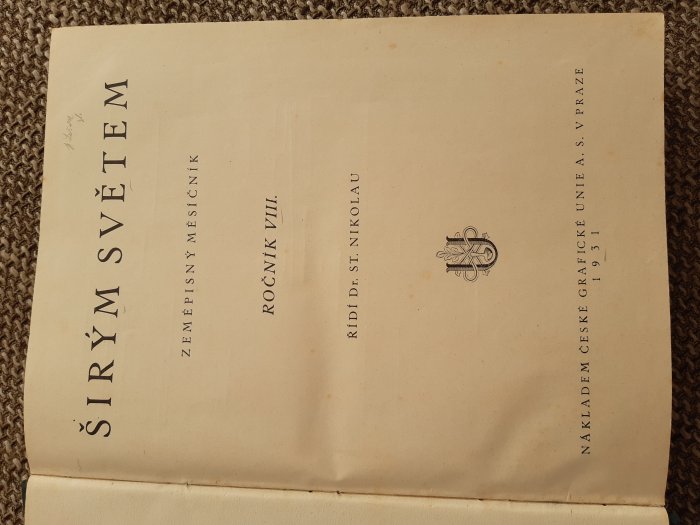 ŠIRÝM SVĚTEM
ZEMĚPISNÝ MĚSÍČNÍK
ROČNÍK VIII.
ŘÍDÍ Dr. ST. NIKOLAU
NÁKLADEM ČESKÉ GRAFICKÉ UNIE A. S. V PRAZE
1931